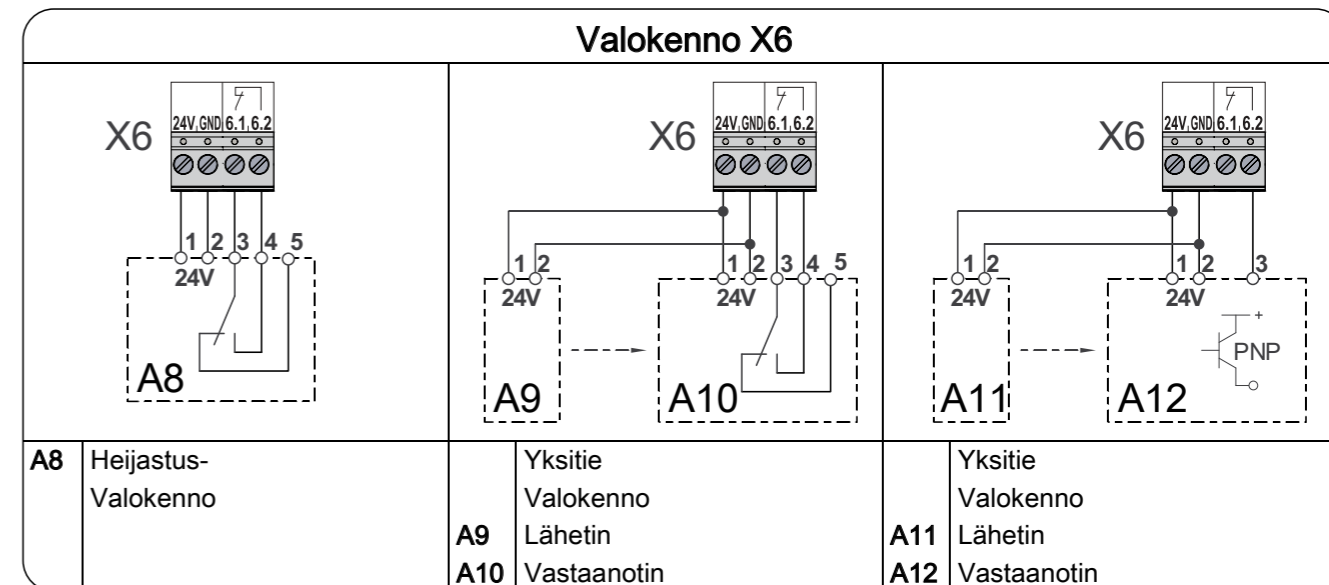 Valokenno X6
X6
24V GND 6.1 6.2
1 2 3 4 5
24V
A8
X6
24V GND 6.1 6.2
1 2
24V
1 2 3 4 5
24V
A9
A10
X6
24V GND 6.1 6.2
1 2
24V
1 2 3
24V
+
PNP
A11
A12
A8 Heijastus-
Valokenno
Yksitie
Valokenno
A9 Lähetin
A10 Vastaanotin
Yksitie
Valokenno
A11 Lähetin
A12 Vastaanotin